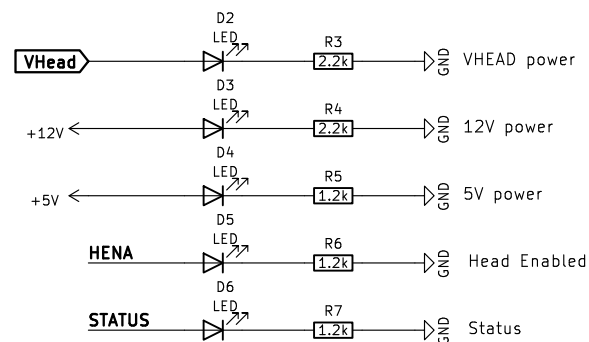 D2
LED
VHead
R3
2.2k
GND
VHEAD power
D3
LED
+12V
R4
2.2k
GND
12V power
D4
LED
+5V
R5
1.2k
GND
5V power
D5
LED
HENA
R6
1.2k
GND
Head Enabled
D6
LED
STATUS
R7
1.2k
GND
Status